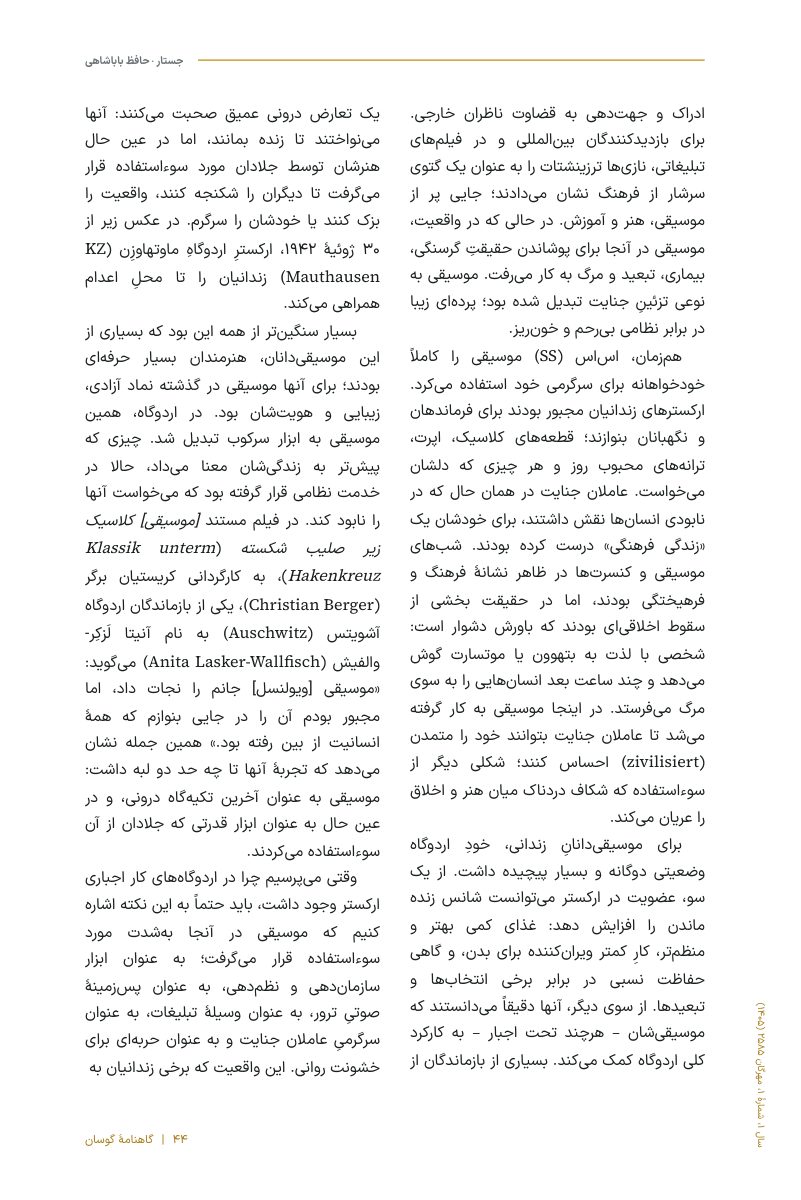 جستار · حافظ باباشاهی
ادراک و جهت‌دهی به قضاوت ناظران خارجی.
برای بازدیدکنندگان بین‌المللی و در فیلم‌های
تبلیغاتی، نازی‌ها ترزینشتات را به عنوان یک گتوی
سرشار از فرهنگ نشان می‌دادند؛ جایی پر از
موسیقی، هنر و آموزش. در حالی که در واقعیت،
موسیقی در آنجا برای پوشاندن حقیقتِ گرسنگی،
بیماری، تبعید و مرگ به کار می‌رفت. موسیقی به
نوعی تزئینِ جنایت تبدیل شده بود؛ پرده‌ای زیبا
در برابر نظامی بی‌رحم و خون‌ریز.
هم‌زمان، اس‌اس (SS) موسیقی را کاملاً
خودخواهانه برای سرگرمی خود استفاده می‌کرد.
ارکسترهای زندانیان مجبور بودند برای فرماندهان
و نگهبانان بنوازند؛ قطعه‌های کلاسیک، اپرت،
ترانه‌های محبوب روز و هر چیزی که دلشان
می‌خواست. عاملان جنایت در همان حال که در
نابودی انسان‌ها نقش داشتند، برای خودشان یک
«زندگی فرهنگی» درست کرده بودند. شب‌های
موسیقی و کنسرت‌ها در ظاهر نشانهٔ فرهنگ و
فرهیختگی بودند، اما در حقیقت بخشی از
سقوط اخلاقی‌ای بودند که باورش دشوار است:
شخصی با لذت به بتهوون یا موتسارت گوش
می‌دهد و چند ساعت بعد انسان‌هایی را به سوی
مرگ می‌فرستد. در اینجا موسیقی به کار گرفته
می‌شد تا عاملان جنایت بتوانند خود را متمدن
(zivilisiert) احساس کنند؛ شکلی دیگر از
سوءاستفاده که شکاف دردناک میان هنر و اخلاق
را عریان می‌کند.
برای موسیقی‌دانانِ زندانی، خودِ اردوگاه
وضعیتی دوگانه و بسیار پیچیده داشت. از یک
سو، عضویت در ارکستر می‌توانست شانس زنده
ماندن را افزایش دهد: غذای کمی بهتر و
منظم‌تر، کارِ کمتر ویران‌کننده برای بدن، و گاهی
حفاظت نسبی در برابر برخی انتخاب‌ها و
تبعیدها. از سوی دیگر، آنها دقیقاً می‌دانستند که
موسیقی‌شان – هرچند تحت اجبار – به کارکرد
کلی اردوگاه کمک می‌کند. بسیاری از بازماندگان از
یک تعارض درونی عمیق صحبت می‌کنند: آنها
می‌نواختند تا زنده بمانند، اما در عین حال
هنرشان توسط جلادان مورد سوءاستفاده قرار
می‌گرفت تا دیگران را شکنجه کنند، واقعیت را
بزک کنند یا خودشان را سرگرم. در عکس زیر از
۳۰ ژوئیهٔ ۱۹۴۲، ارکسترِ اردوگاهِ ماوتهاوزِن (KZ
Mauthausen) زندانیان را تا محلِ اعدام
همراهی می‌کند.
بسیار سنگین‌تر از همه این بود که بسیاری از
این موسیقی‌دانان، هنرمندان بسیار حرفه‌ای
بودند؛ برای آنها موسیقی در گذشته نماد آزادی،
زیبایی و هویت‌شان بود. در اردوگاه، همین
موسیقی به ابزار سرکوب تبدیل شد. چیزی که
پیش‌تر به زندگی‌شان معنا می‌داد، حالا در
خدمت نظامی قرار گرفته بود که می‌خواست آنها
را نابود کند. در فیلم مستند [موسیقی] کلاسیک
زیر صلیب شکسته (Klassik unterm
Hakenkreuz)، به کارگردانی کریستیان برگر
(Christian Berger)، یکی از بازماندگان اردوگاه
آشویتس (Auschwitz) به نام آنیتا لَزکِر-
والفیش (Anita Lasker-Wallfisch) می‌گوید:
«موسیقی [ویولنسل] جانم را نجات داد، اما
مجبور بودم آن را در جایی بنوازم که همهٔ
انسانیت از بین رفته بود.» همین جمله نشان
می‌دهد که تجربهٔ آنها تا چه حد دو لبه داشت:
موسیقی به عنوان آخرین تکیه‌گاه درونی، و در
عین حال به عنوان ابزار قدرتی که جلادان از آن
سوءاستفاده می‌کردند.
وقتی می‌پرسیم چرا در اردوگاه‌های کار اجباری
ارکستر وجود داشت، باید حتماً به این نکته اشاره
کنیم که موسیقی در آنجا به‌شدت مورد
سوءاستفاده قرار می‌گرفت؛ به عنوان ابزار
سازمان‌دهی و نظم‌دهی، به عنوان پس‌زمینهٔ
صوتیِ ترور، به عنوان وسیلهٔ تبلیغات، به عنوان
سرگرمیِ عاملان جنایت و به عنوان حربه‌ای برای
خشونت روانی. این واقعیت که برخی زندانیان به
سال ۱، شمارهٔ ۱، مهرگان ۲۵۸۵ (۱۴۰۵)
۴۴ | گاهنامهٔ گوسان